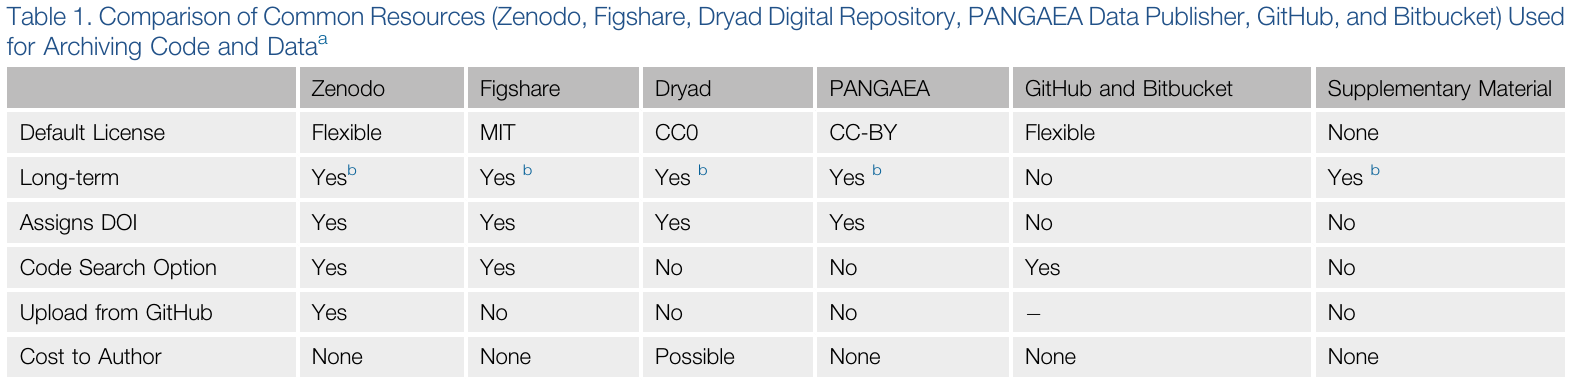 Table 1. Comparison of Common Resources (Zenodo, Figshare, Dryad Digital Repository, PANGAEA Data Publisher, GitHub, and Bitbucket) Used
for Archiving Code and Dataa
Zenodo Figshare Dryad PANGAEA GitHub and Bitbucket Supplementary Material
Default License Flexible MIT CC0 CC-BY Flexible None
Long-term Yesb Yes b Yes b Yes b No Yes b
Assigns DOI Yes Yes Yes Yes No No
Code Search Option Yes Yes No No Yes No
Upload from GitHub Yes No No No – No
Cost to Author None None Possible None None None